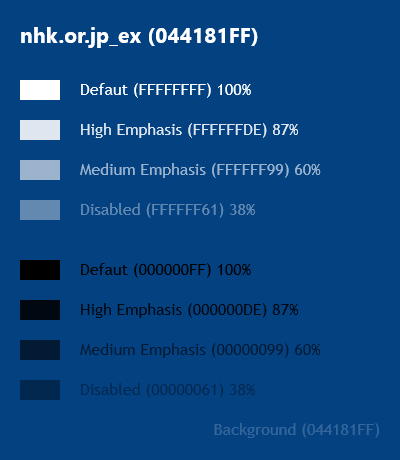 nhk.or.jp_ex (044181FF)
Defaut (FFFFFFFF) 100%
High Emphasis (FFFFFFDE) 87%
Medium Emphasis (FFFFFF99) 60%
Disabled (FFFFFF61) 38%
Defaut (000000FF) 100%
High Emphasis (000000DE) 87%
Medium Emphasis (00000099) 60%
Disabled (00000061) 38%
Background (044181FF)